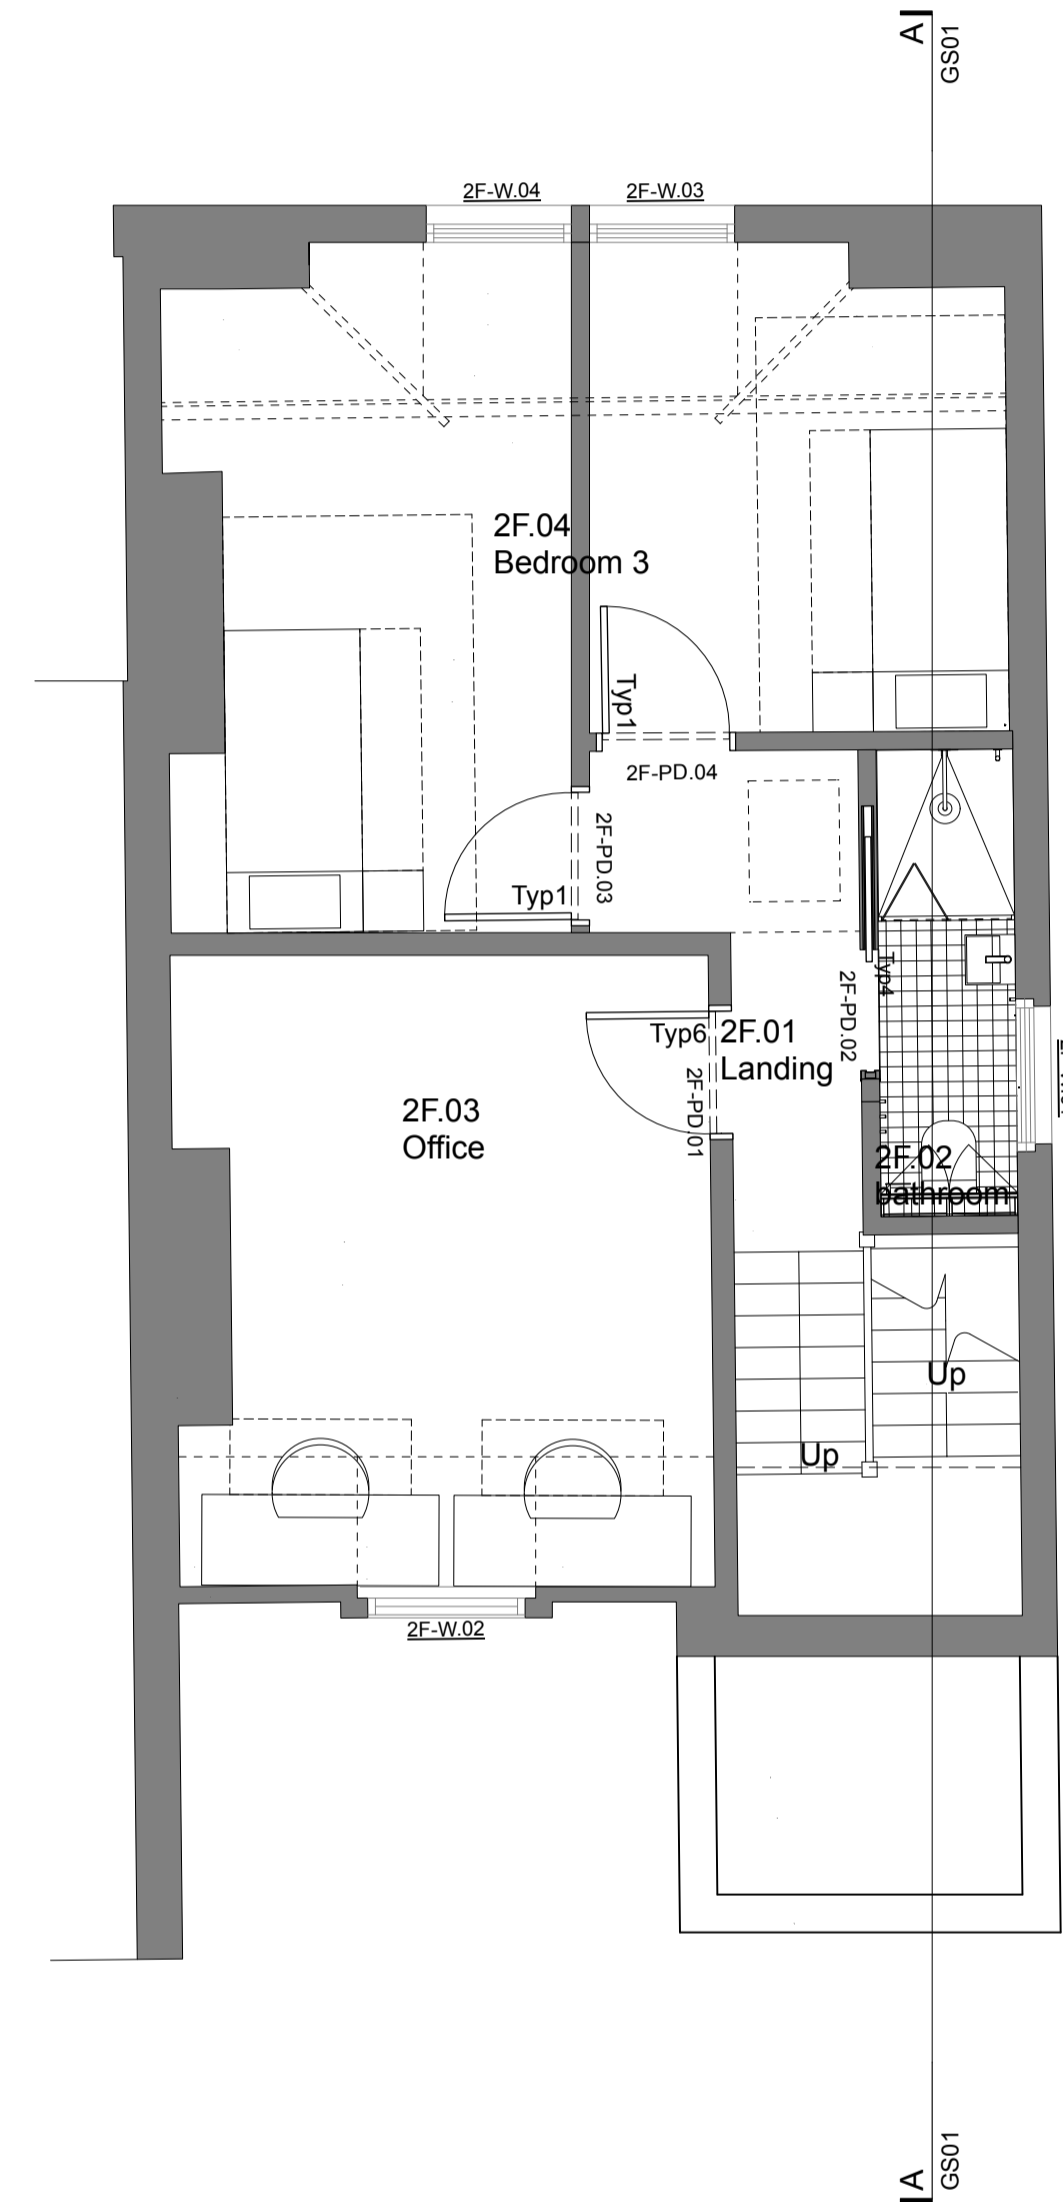 A
GS01
2F-W.04
2F-W.03
2F.04
Bedroom 3
Typ1
2F-PD.04
2F-PD.03
Typ1
Typ4
2F-PD.02
Typ6
2F.01
Landing
2F-PD.01
2F.03
Office
2F.02
bathroom
Up
Up
2F-W.02
A
GS01